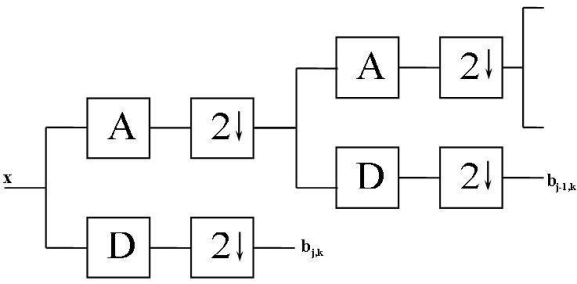 A 2↓
A 2↓
x
D 2↓ b_{j-1,k}
D 2↓ b_{j,k}